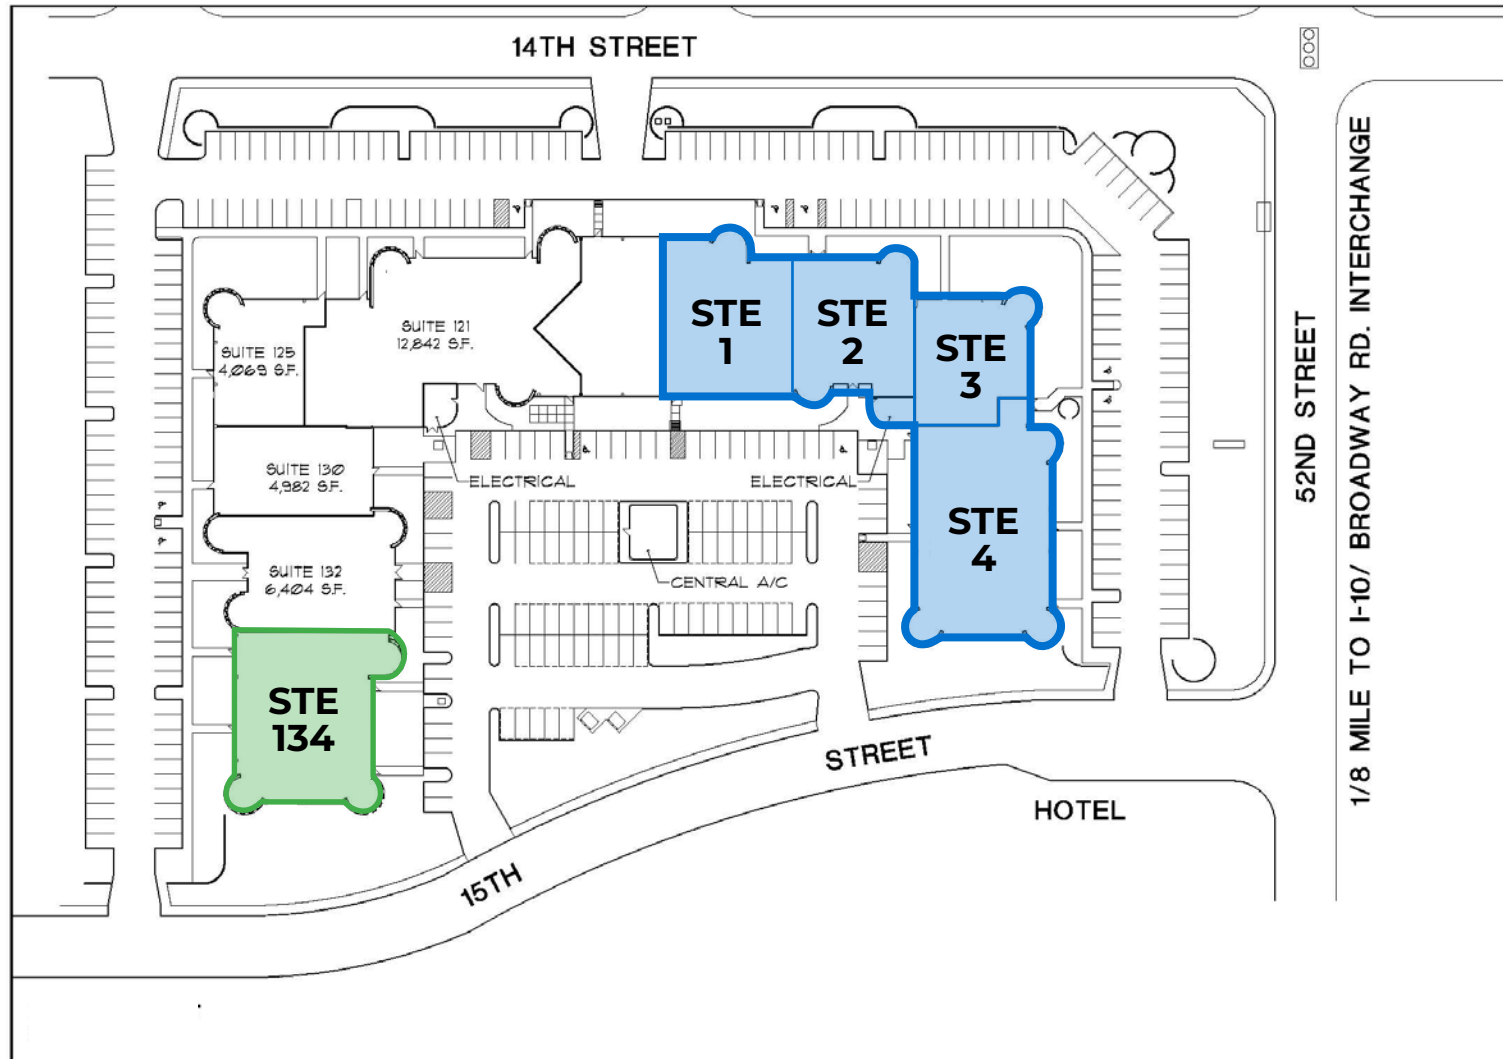 14TH STREET
STE
1
STE
2
STE
3
STE
4
SUITE 121
12,842 S.F.
SUITE 125
4,069 S.F.
SUITE 130
4,982 S.F.
ELECTRICAL
ELECTRICAL
SUITE 132
6,404 S.F.
CENTRAL A/C
STE
134
15TH
STREET
HOTEL
52ND STREET
1/8 MILE TO I-10/ BROADWAY RD. INTERCHANGE